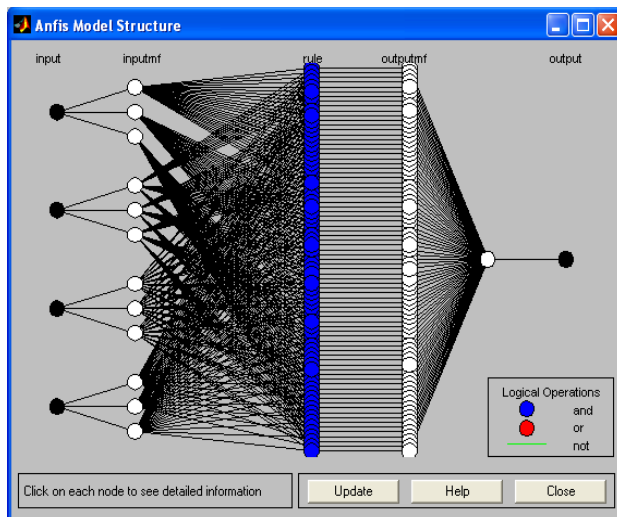 Anfis Model Structure
input inputmf rule outputmf output
Logical Operations
and
or
not
Click on each node to see detailed information
Update Help Close